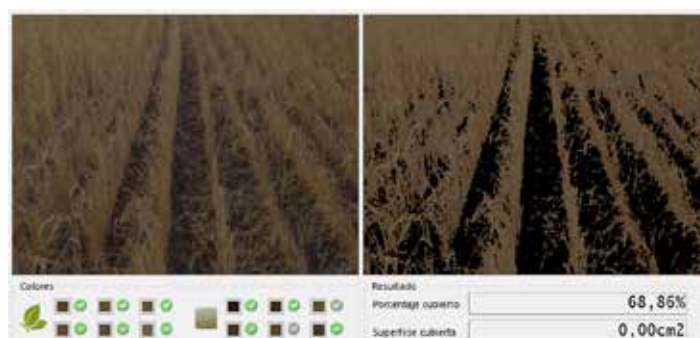 Colores
Resultado
Porcentaje cubierto 68,86%
Superficie cubierta 0,00cm2